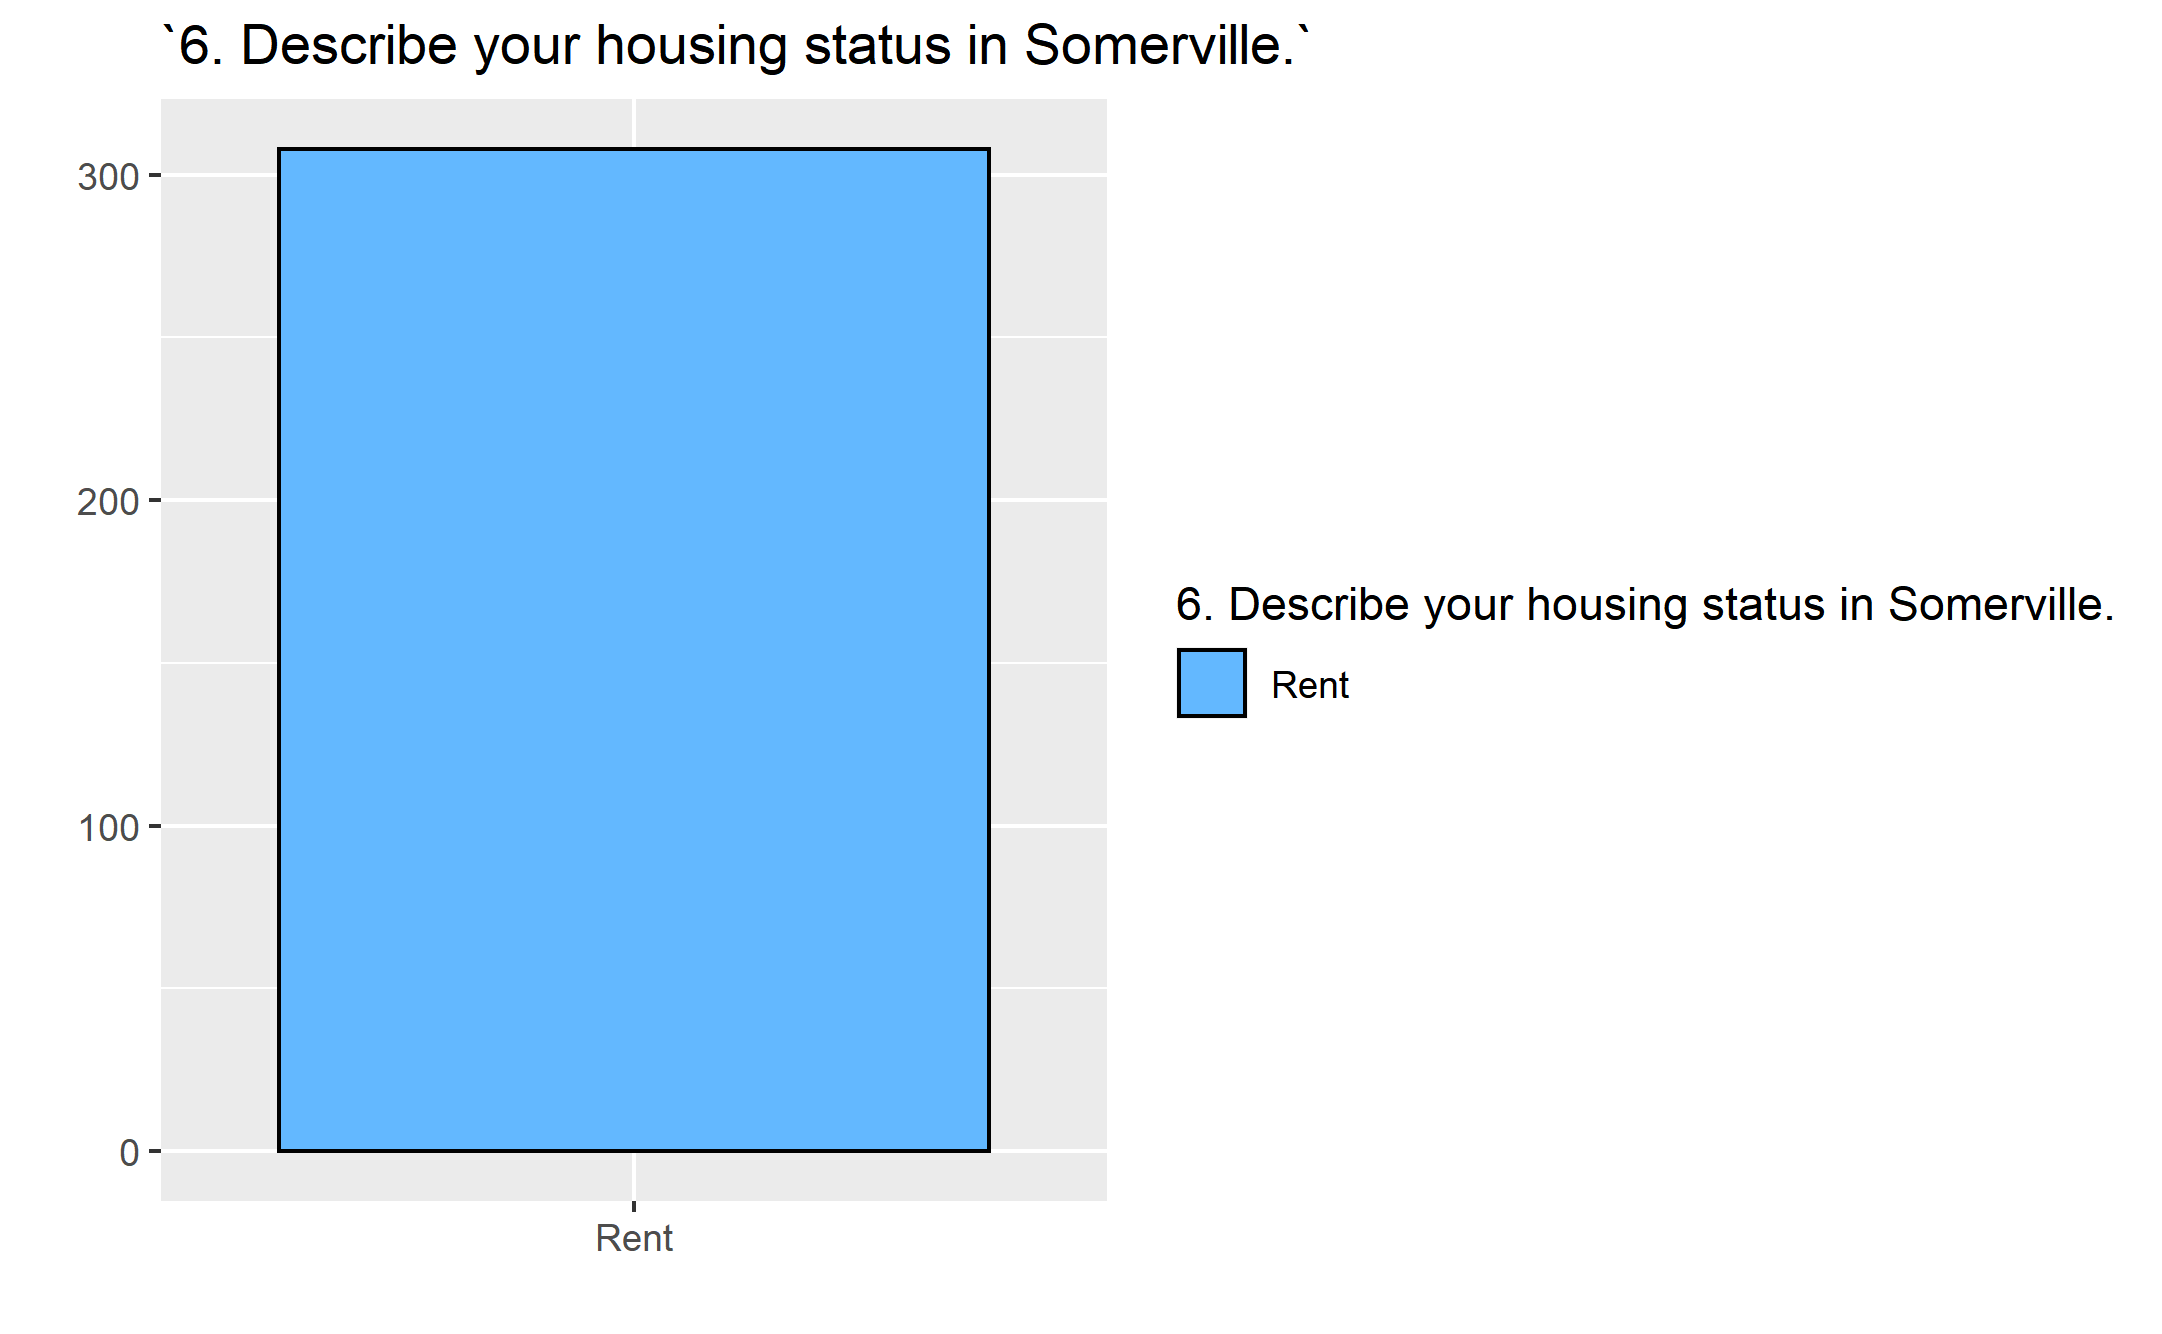 `6. Describe your housing status in Somerville.`
300
200
100
0
Rent
6. Describe your housing status in Somerville.
Rent